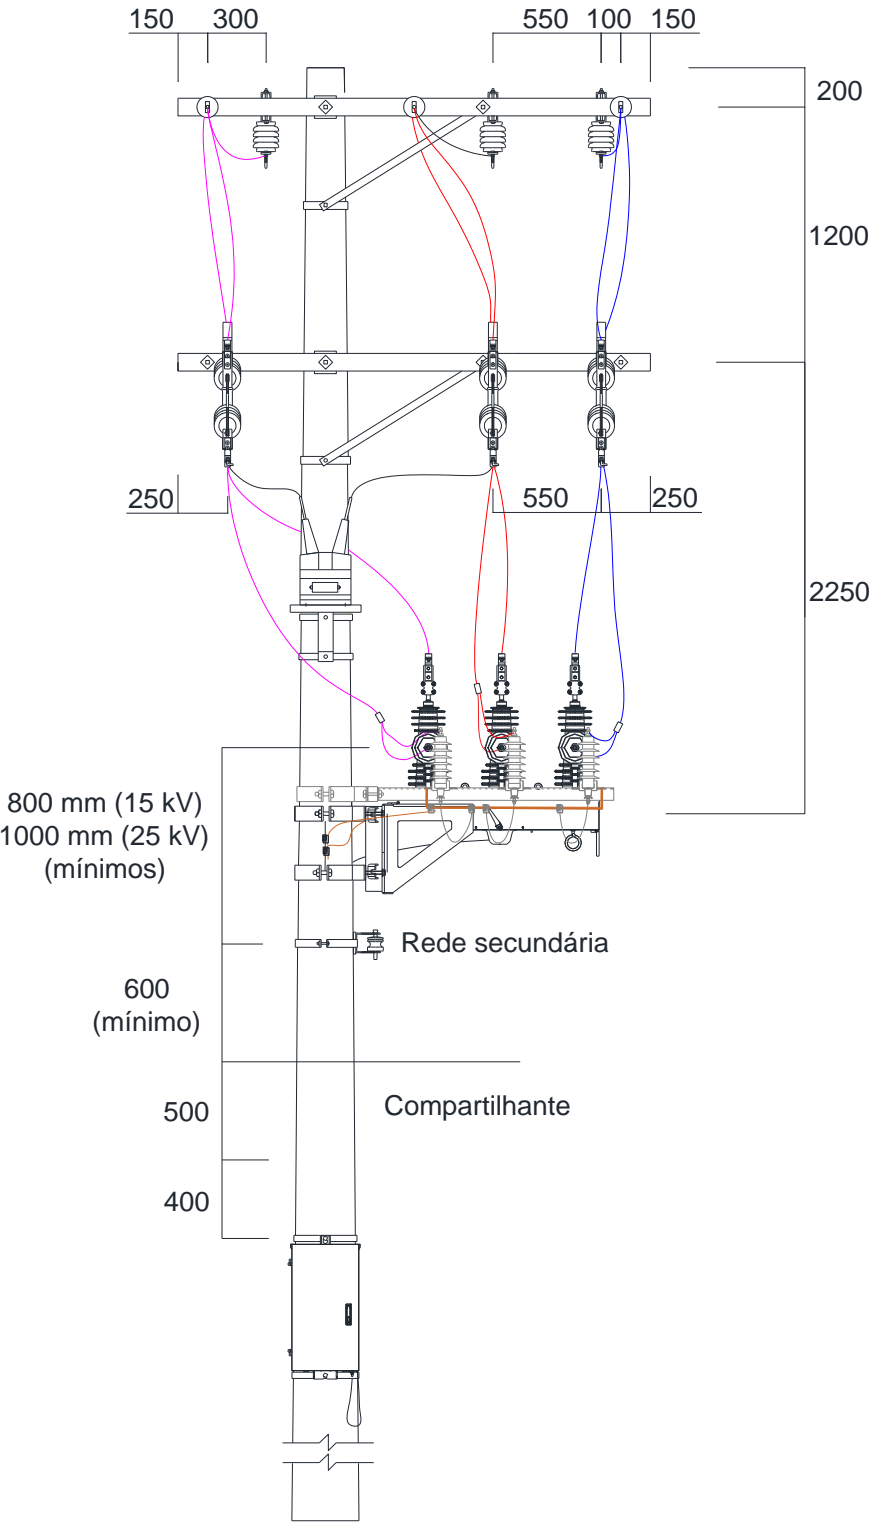 150 300 550 100 150
200
1200
250 550 250
2250
800 mm (15 kV)
1000 mm (25 kV)
(mínimos)
Rede secundária
600
(mínimo)
Compartilhante
500
400